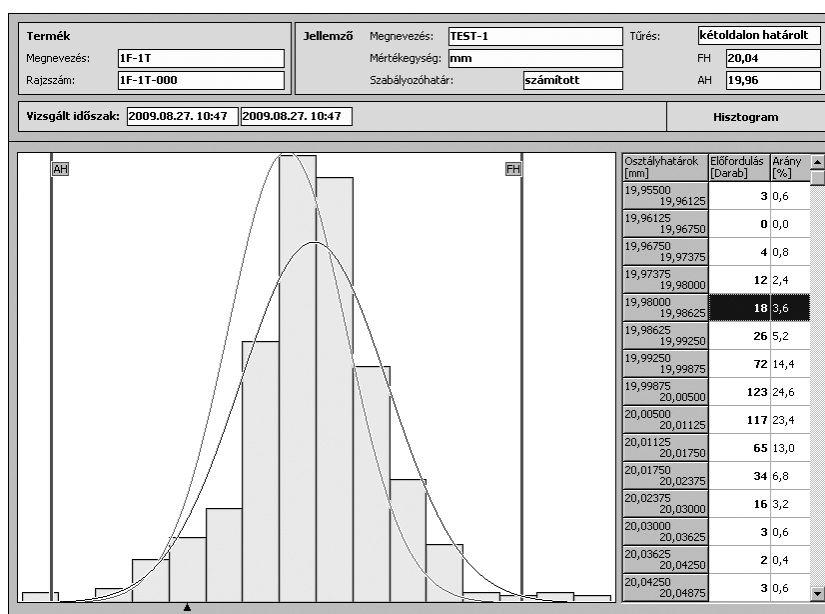 Termék
Megnevezés: 1F-1T
Rajzszám: 1F-1T-000
Jellemző Megnevezés: TEST-1
Mértékegység: mm
Szabályozóhatár: számított
Tűrés: kétoldalon határolt
FH 20,04
AH 19,96
Vizsgált időszak: 2009.08.27. 10:47 2009.08.27. 10:47
Hisztogram
AH
FH
Osztályhatárok Előfordulás Arány
[mm] [Darab] [%]
19,95500
19,96125 3 0,6
19,96125
19,96750 0 0,0
19,96750
19,97375 4 0,8
19,97375
19,98000 12 2,4
19,98000
19,98625 18 3,6
19,98625
19,99250 26 5,2
19,99250
19,99875 72 14,4
19,99875
20,00500 123 24,6
20,00500
20,01125 117 23,4
20,01125
20,01750 65 13,0
20,01750
20,02375 34 6,8
20,02375
20,03000 16 3,2
20,03000
20,03625 3 0,6
20,03625
20,04250 2 0,4
20,04250
20,04875 3 0,6